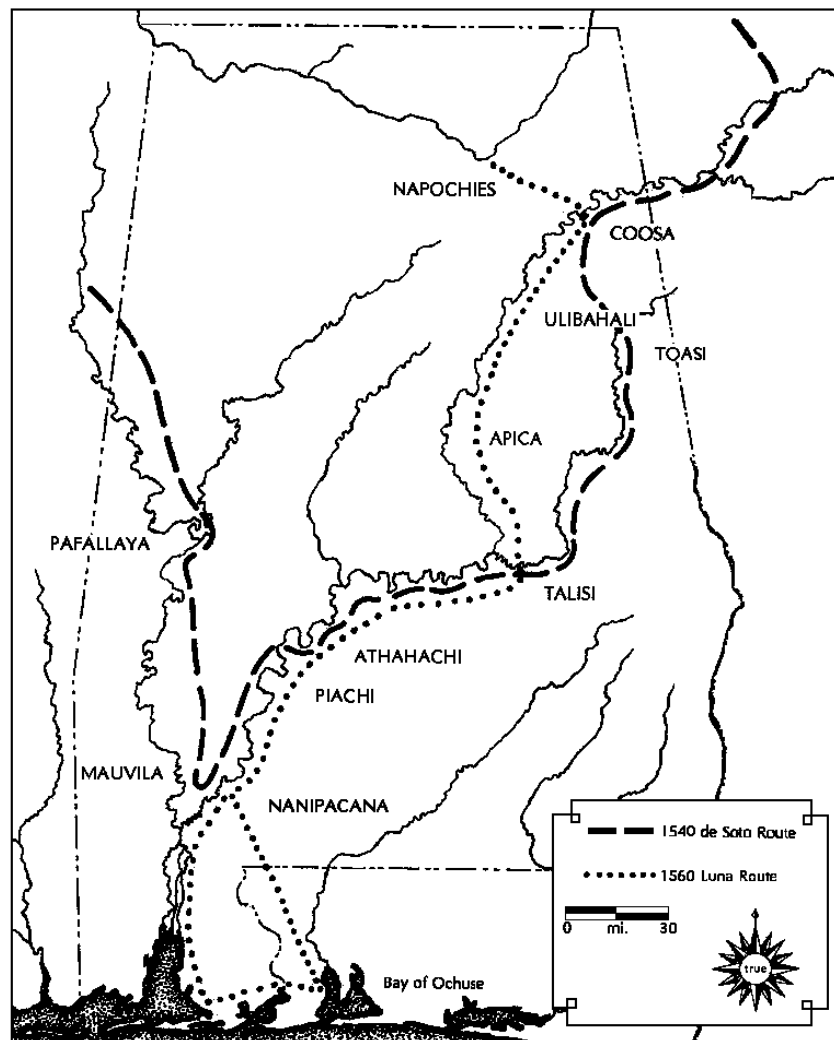 NAPOCHIES
COOSA
ULIBAHALI
TOASI
APICA
PAFALLAYA
TALISI
ATHAHACHI
PIACHI
MAUVILA
NANIPACANA
Bay of Ochuse
1540 de Soto Route
1560 Luna Route
0 mi. 30
true